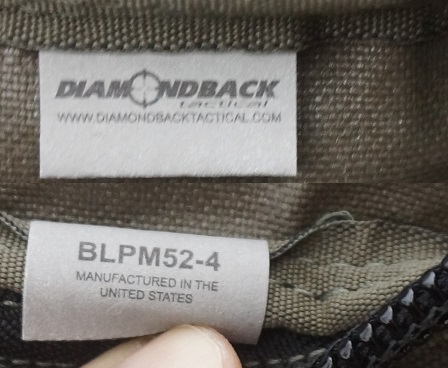 DIAMONDBACK
tactical
WWW.DIAMONDBACKTACTICAL.COM
BLPM52-4
MANUFACTURED IN THE
UNITED STATES